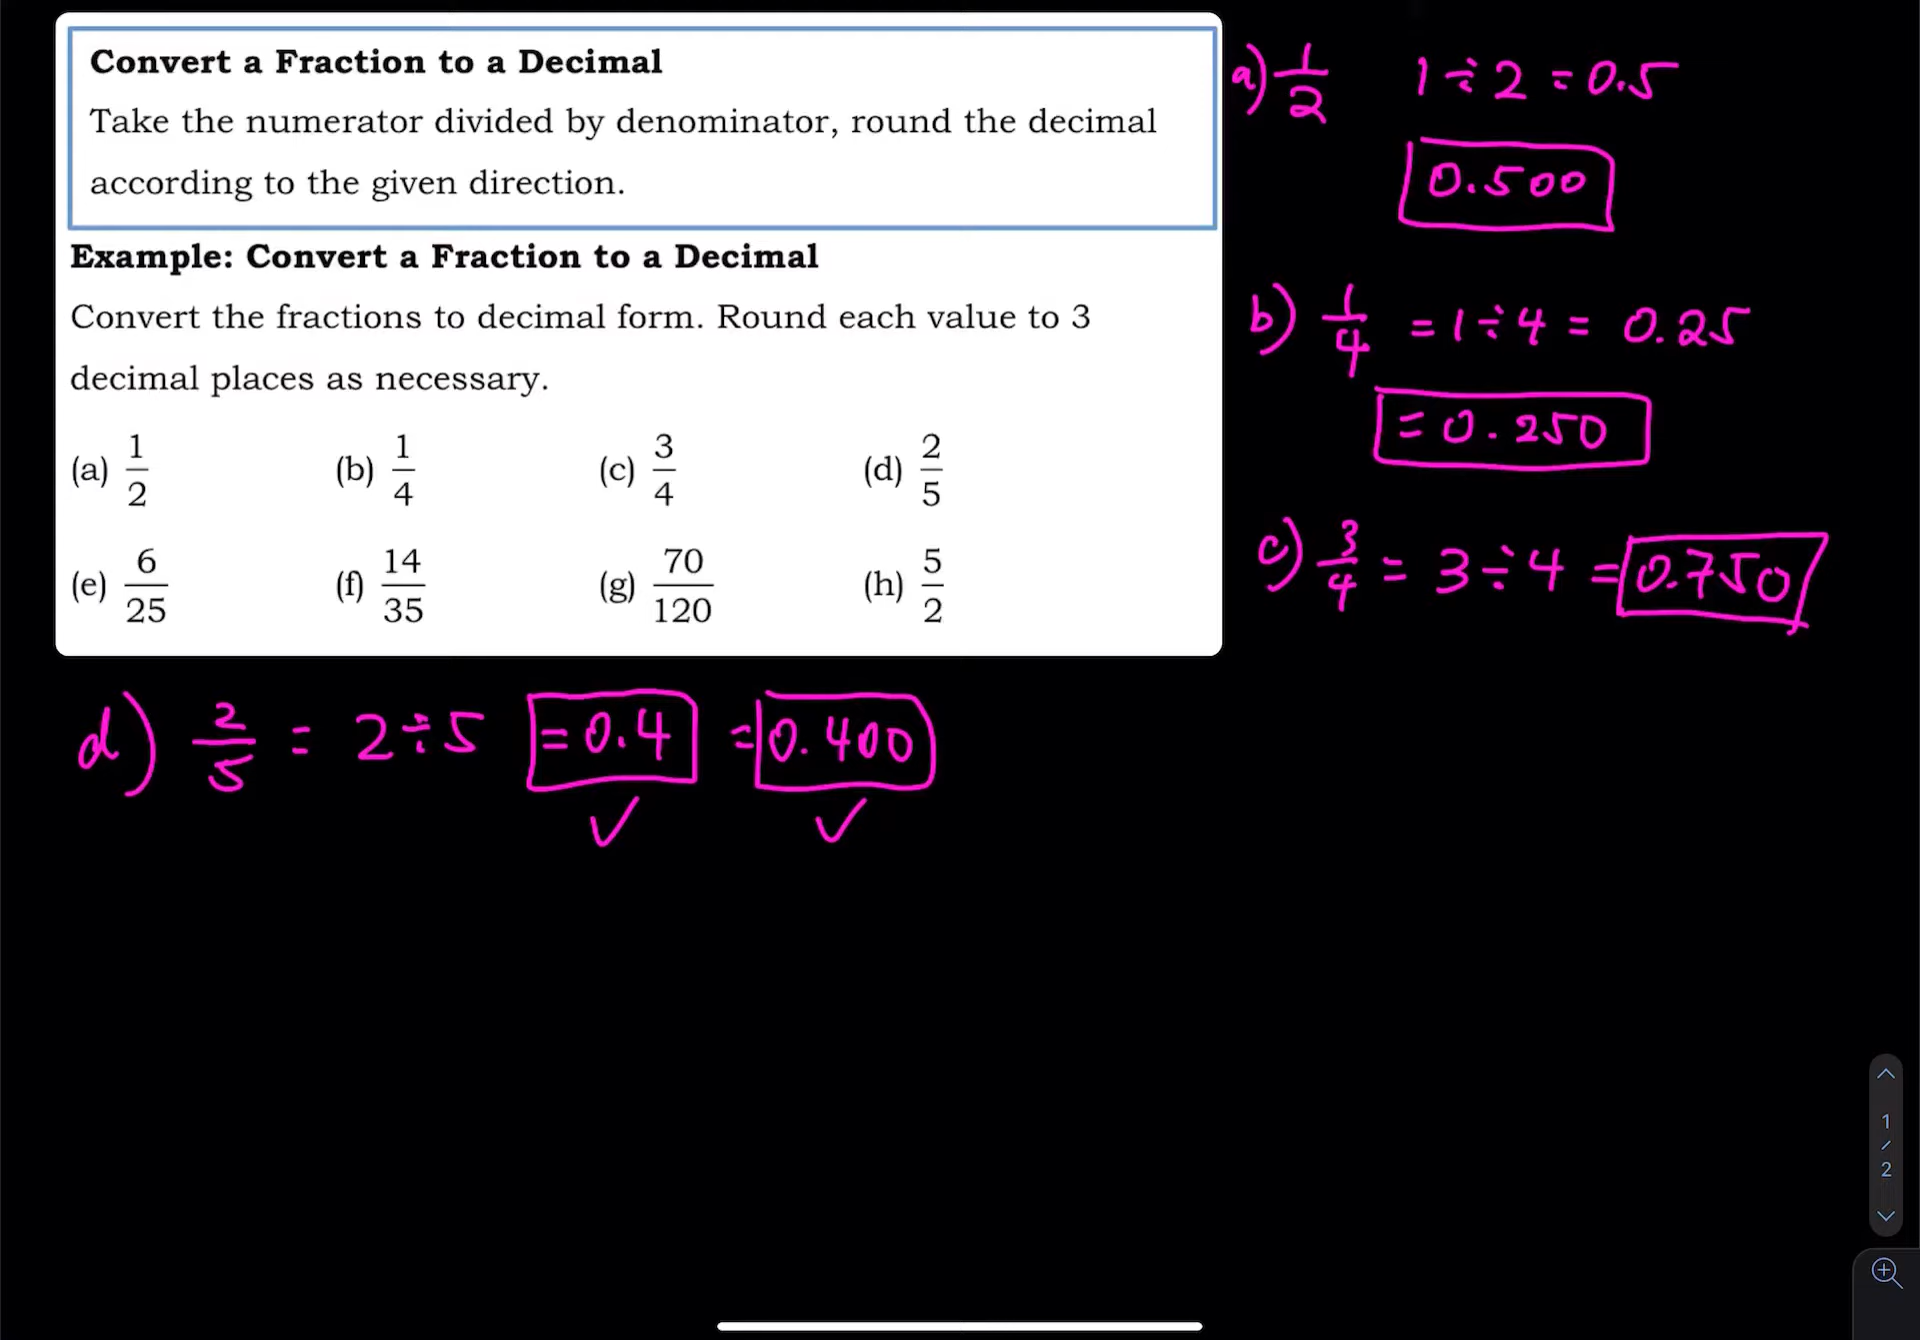 Convert a Fraction to a Decimal
Take the numerator divided by denominator, round the decimal
according to the given direction.
Example: Convert a Fraction to a Decimal
Convert the fractions to decimal form. Round each value to 3
decimal places as necessary.
(a) 1/2 (b) 1/4 (c) 3/4 (d) 2/5
(e) 6/25 (f) 14/35 (g) 70/120 (h) 5/2
a) 1/2 1÷2 = 0.5
0.500
b) 1/4 = 1÷4 = 0.25
= 0.250
c) 3/4 = 3÷4 = 0.750
d) 2/5 = 2÷5 = 0.4 = 0.400
✓ ✓
1
/
2